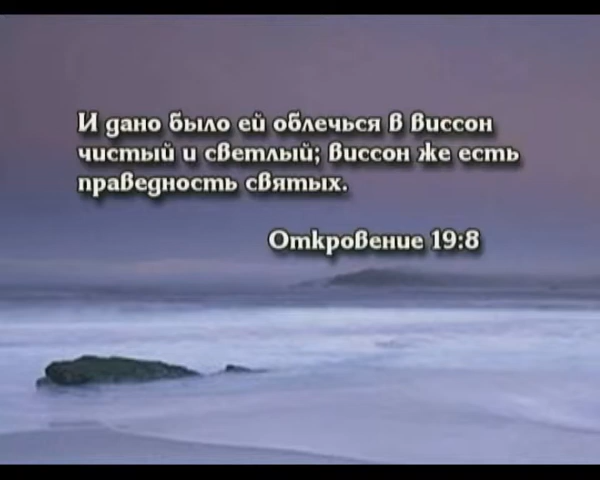 И дано было ей облечься в виссон
чистый и светлый; виссон же есть
праведность святых.
Откровение 19:8